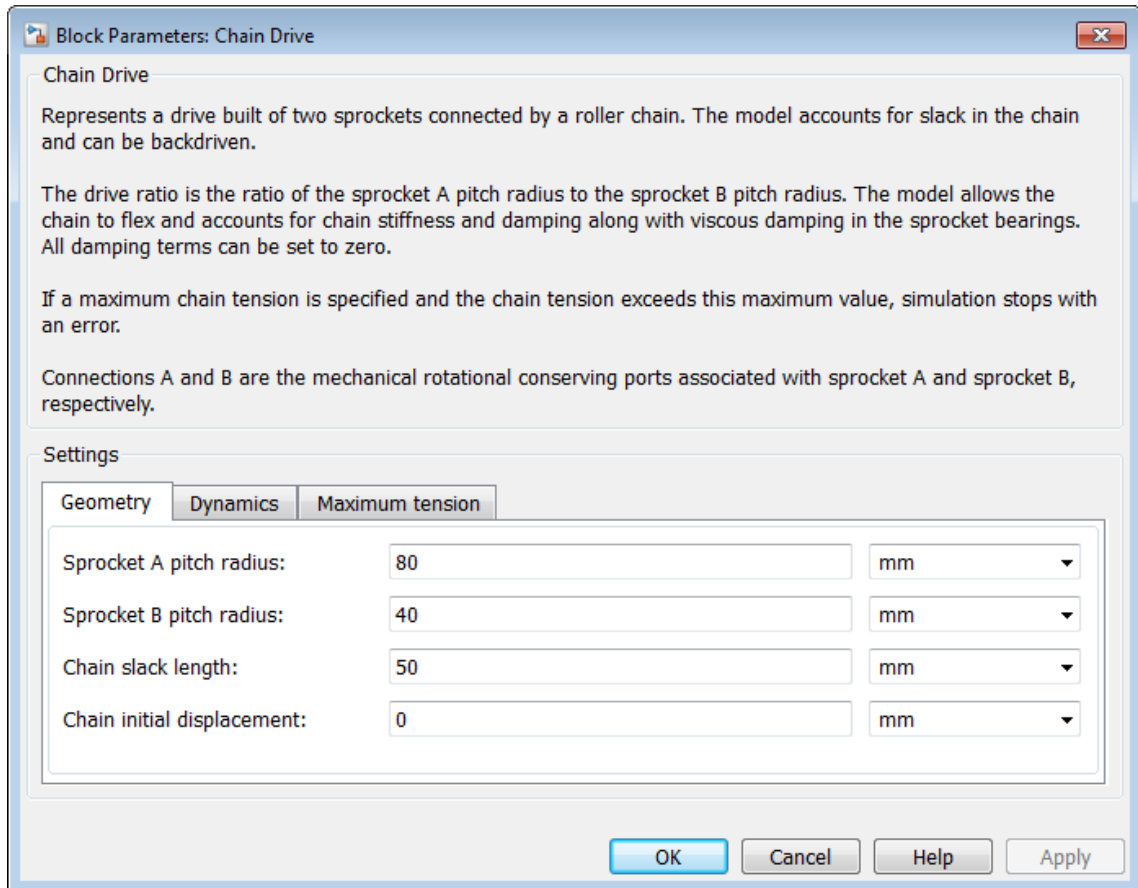 Block Parameters: Chain Drive
Chain Drive
Represents a drive built of two sprockets connected by a roller chain. The model accounts for slack in the chain
and can be backdriven.
The drive ratio is the ratio of the sprocket A pitch radius to the sprocket B pitch radius. The model allows the
chain to flex and accounts for chain stiffness and damping along with viscous damping in the sprocket bearings.
All damping terms can be set to zero.
If a maximum chain tension is specified and the chain tension exceeds this maximum value, simulation stops with
an error.
Connections A and B are the mechanical rotational conserving ports associated with sprocket A and sprocket B,
respectively.
Settings
Geometry Dynamics Maximum tension
Sprocket A pitch radius: 80 mm
Sprocket B pitch radius: 40 mm
Chain slack length: 50 mm
Chain initial displacement: 0 mm
OK Cancel Help Apply